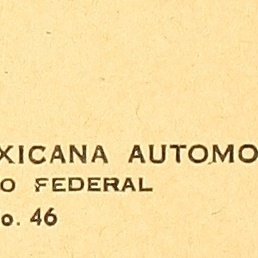 XICANA AUTOMO
O FEDERAL
o. 46